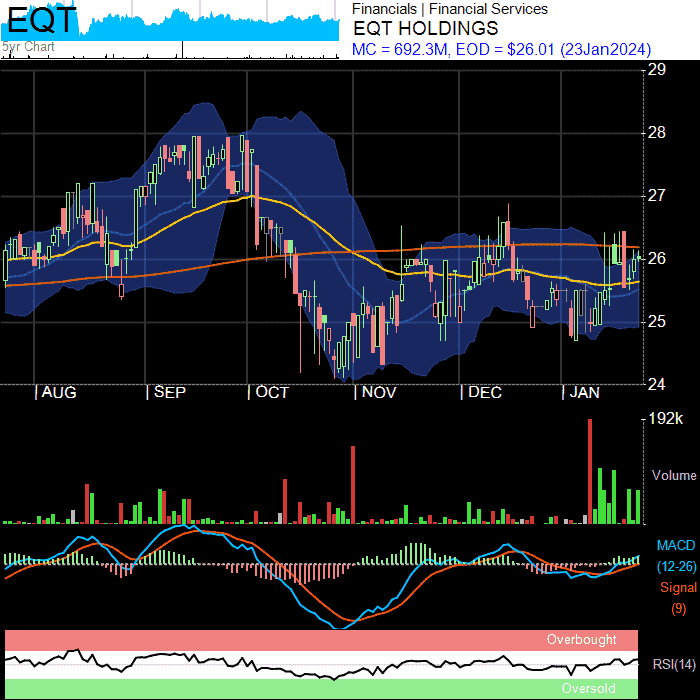 EQT
5yr Chart
Financials | Financial Services
EQT HOLDINGS
MC = 692.3M, EOD = $26.01 (23Jan2024)
29
28
27
26
25
24
| AUG | SEP | OCT | NOV | DEC | JAN
192k
Volume
MACD
(12-26)
Signal
(9)
Overbought
RSI(14)
Oversold